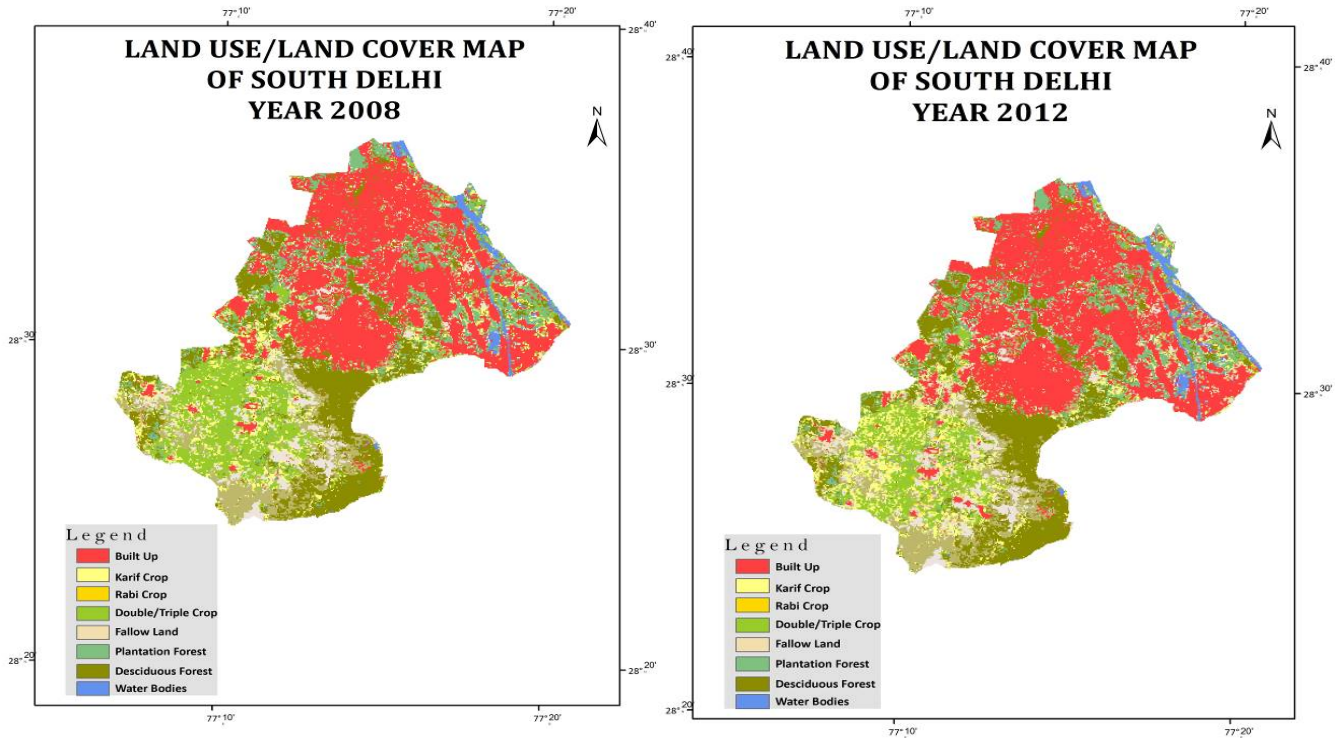 77°.10'
77°.20'
28°.40'
LAND USE/LAND COVER MAP
OF SOUTH DELHI
YEAR 2008
N
28°.30'
28°.30'
Legend
Built Up
Karif Crop
Rabi Crop
Double/Triple Crop
Fallow Land
Plantation Forest
Desciduous Forest
Water Bodies
28°.20'
28°.20'
77°.10'
77°.20'
77°.10'
77°.20'
28°.40'
28°.40'
LAND USE/LAND COVER MAP
OF SOUTH DELHI
YEAR 2012
N
28°.30'
28°.30'
Legend
Built Up
Karif Crop
Rabi Crop
Double/Triple Crop
Fallow Land
Plantation Forest
Desciduous Forest
Water Bodies
28°.20'
28°.20'
77°.10'
77°.20'